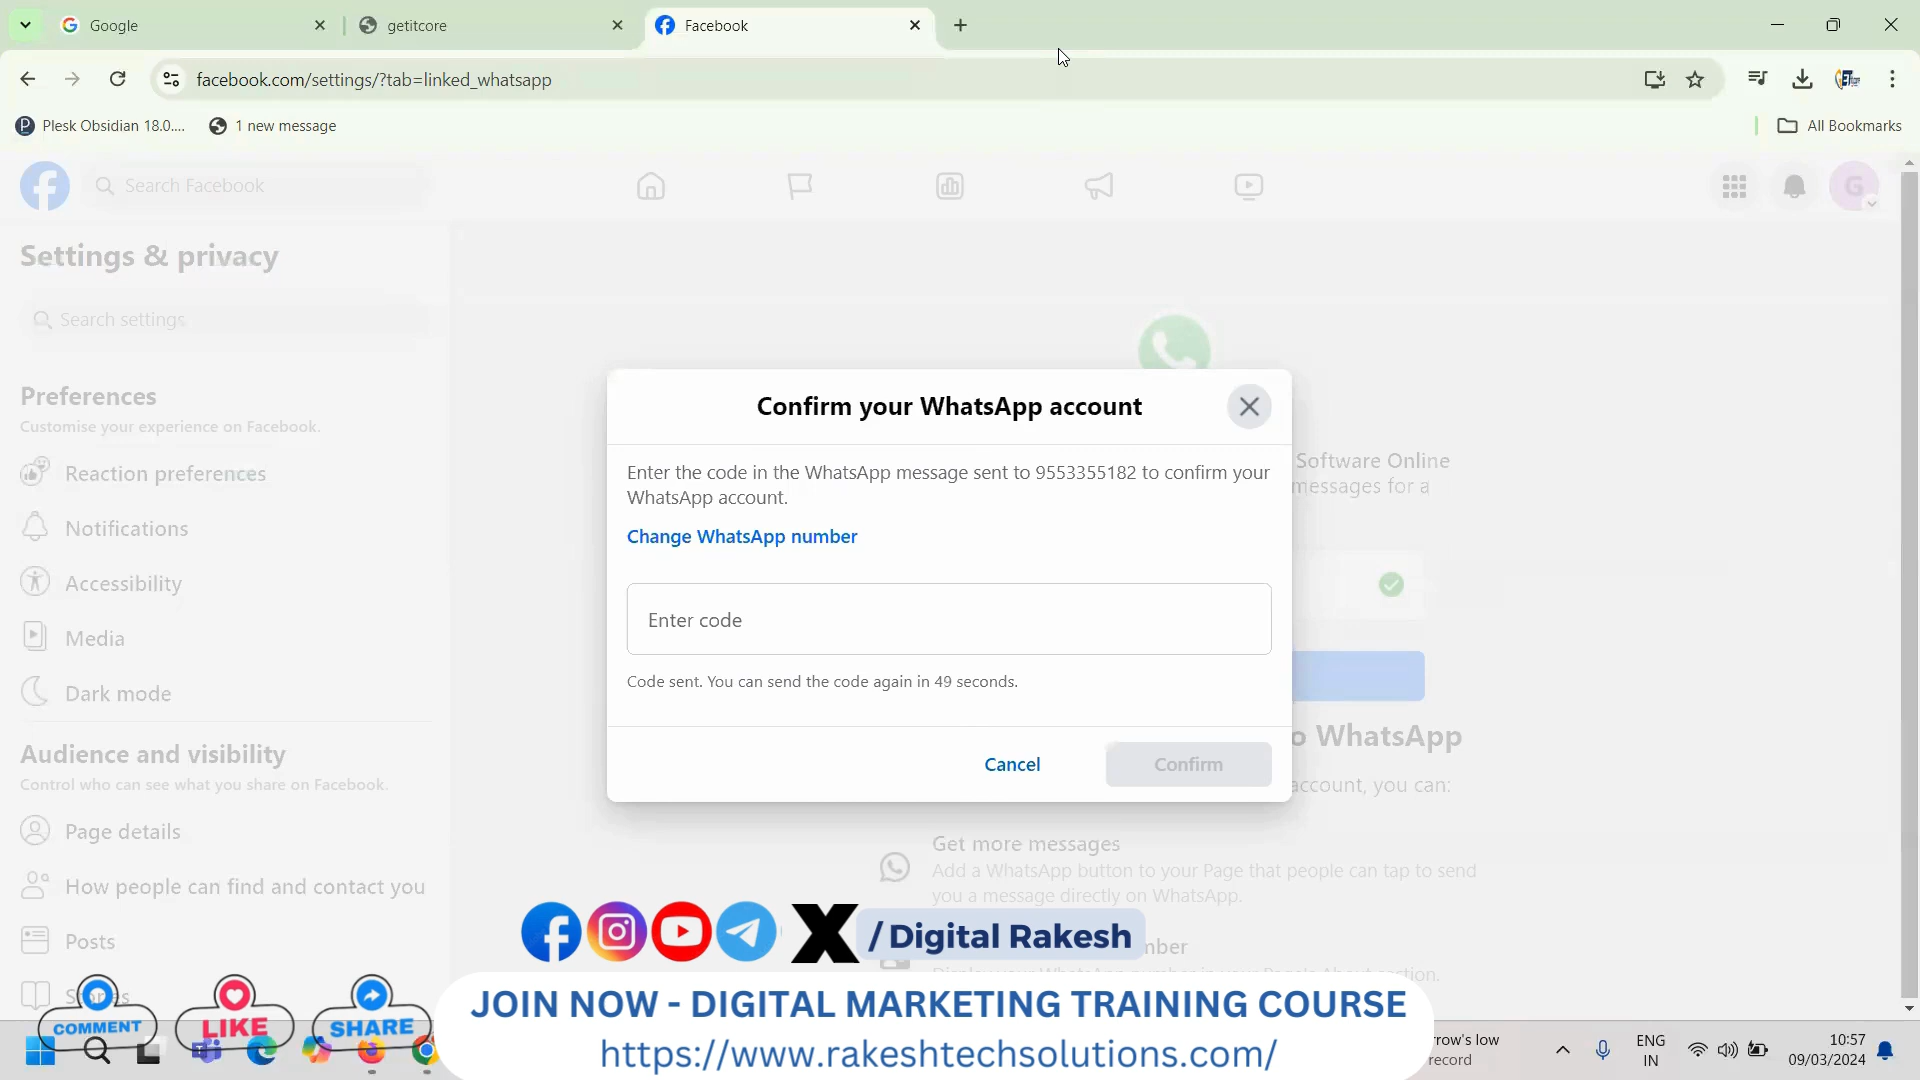 Google
getitcore
Facebook
facebook.com/settings/?tab=linked_whatsapp
Plesk Obsidian 18.0....
1 new message
All Bookmarks
Search Facebook
G
Settings & privacy
Search settings
Preferences
Customise your experience on Facebook.
Reaction preferences
Notifications
Accessibility
Media
Dark mode
Audience and visibility
Control who can see what you share on Facebook.
Page details
How people can find and contact you
Posts
Confirm your WhatsApp account
Enter the code in the WhatsApp message sent to 9553355182 to confirm your
WhatsApp account.
Change WhatsApp number
Enter code
Code sent. You can send the code again in 49 seconds.
Cancel
Confirm
Software Online
messages for a
o WhatsApp
account, you can:
Get more messages
Add a WhatsApp button to your Page that people can tap to send
you a message directly on WhatsApp.
X /Digital Rakesh
COMMENT
LIKE
SHARE
JOIN NOW - DIGITAL MARKETING TRAINING COURSE
https://www.rakeshtechsolutions.com/
rrow's low
record
ENG
IN
10:57
09/03/2024